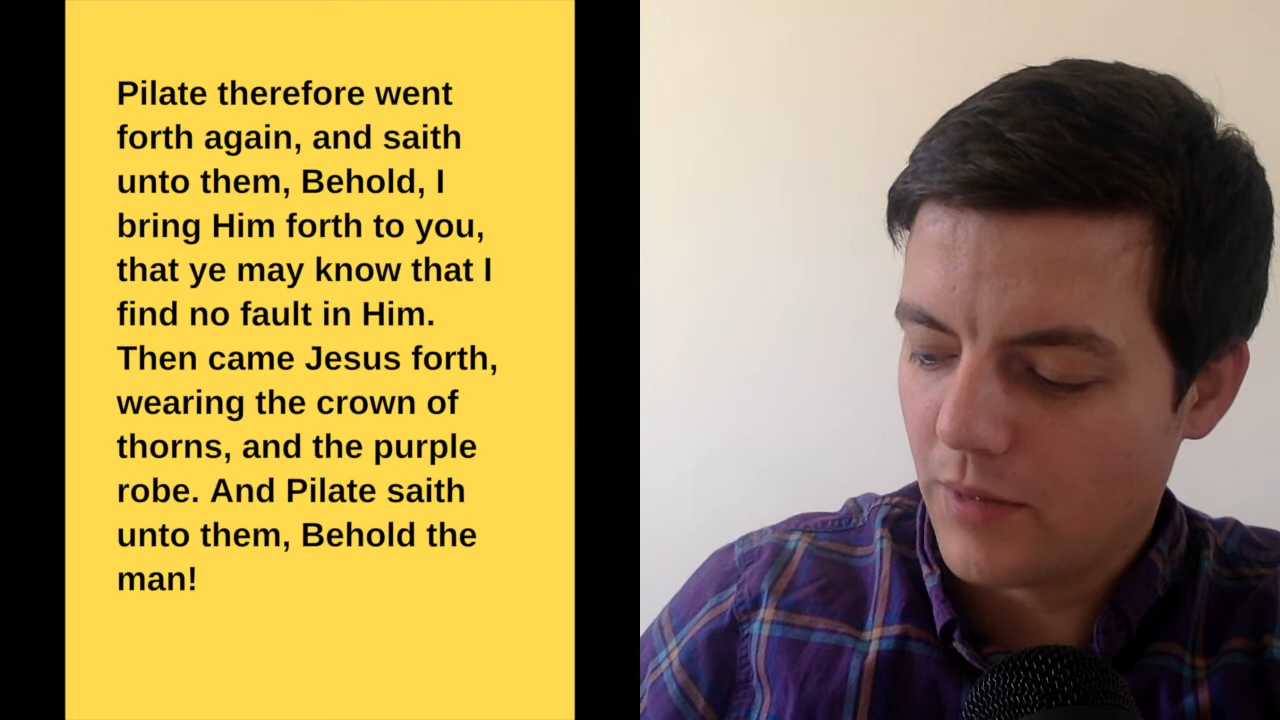 Pilate therefore went
forth again, and saith
unto them, Behold, I
bring Him forth to you,
that ye may know that I
find no fault in Him.
Then came Jesus forth,
wearing the crown of
thorns, and the purple
robe. And Pilate saith
unto them, Behold the
man!